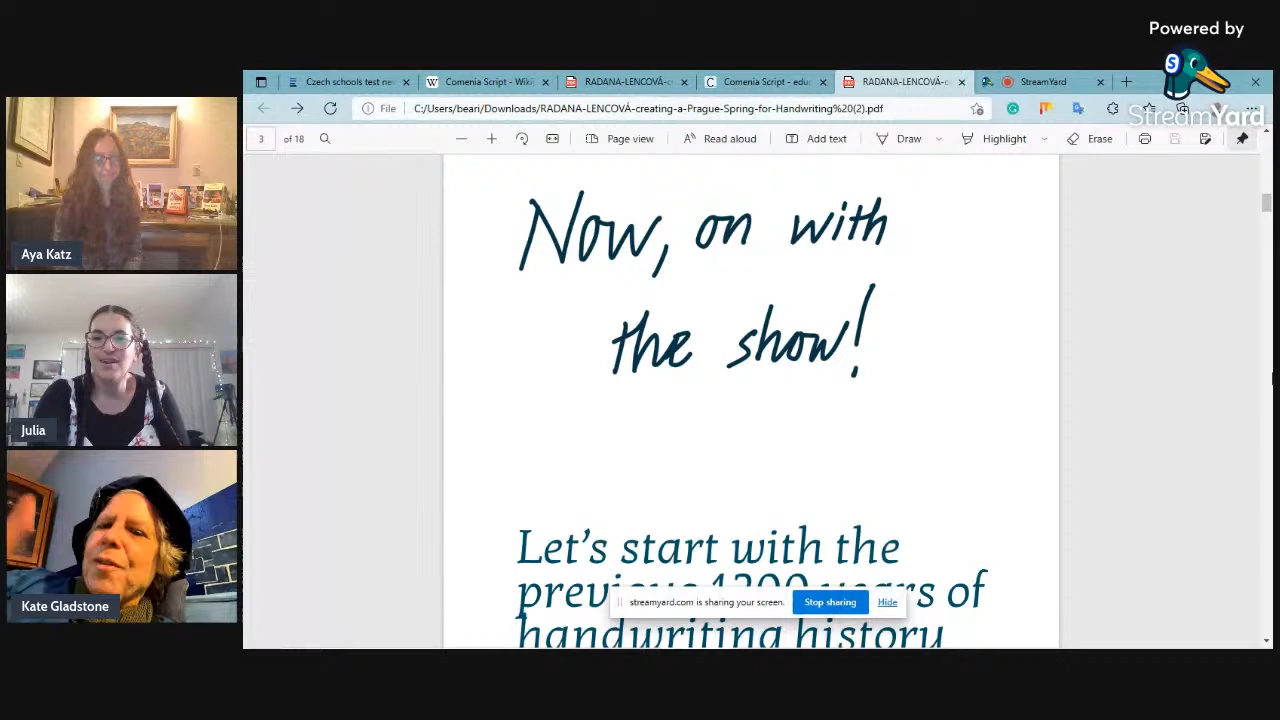 Powered by
StreamYard
Czech schools test ne
Comenia Script - Wiki
RADANA-LENCOVÁ-c
Comenia Script - edu
RADANA-LENCOVÁ-c
StreamYard
File
C:/Users/beari/Downloads/RADANA-LENCOVÁ-creating-a-Prague-Spring-for-Handwriting%20(2).pdf
3 of 18
Page view
Read aloud
Add text
Draw
Highlight
Erase
Aya Katz
Julia
Kate Gladstone
Now, on with
the show!
Let's start with the
previous 1200 years of
handwriting history
streamyard.com is sharing your screen.
Stop sharing
Hide